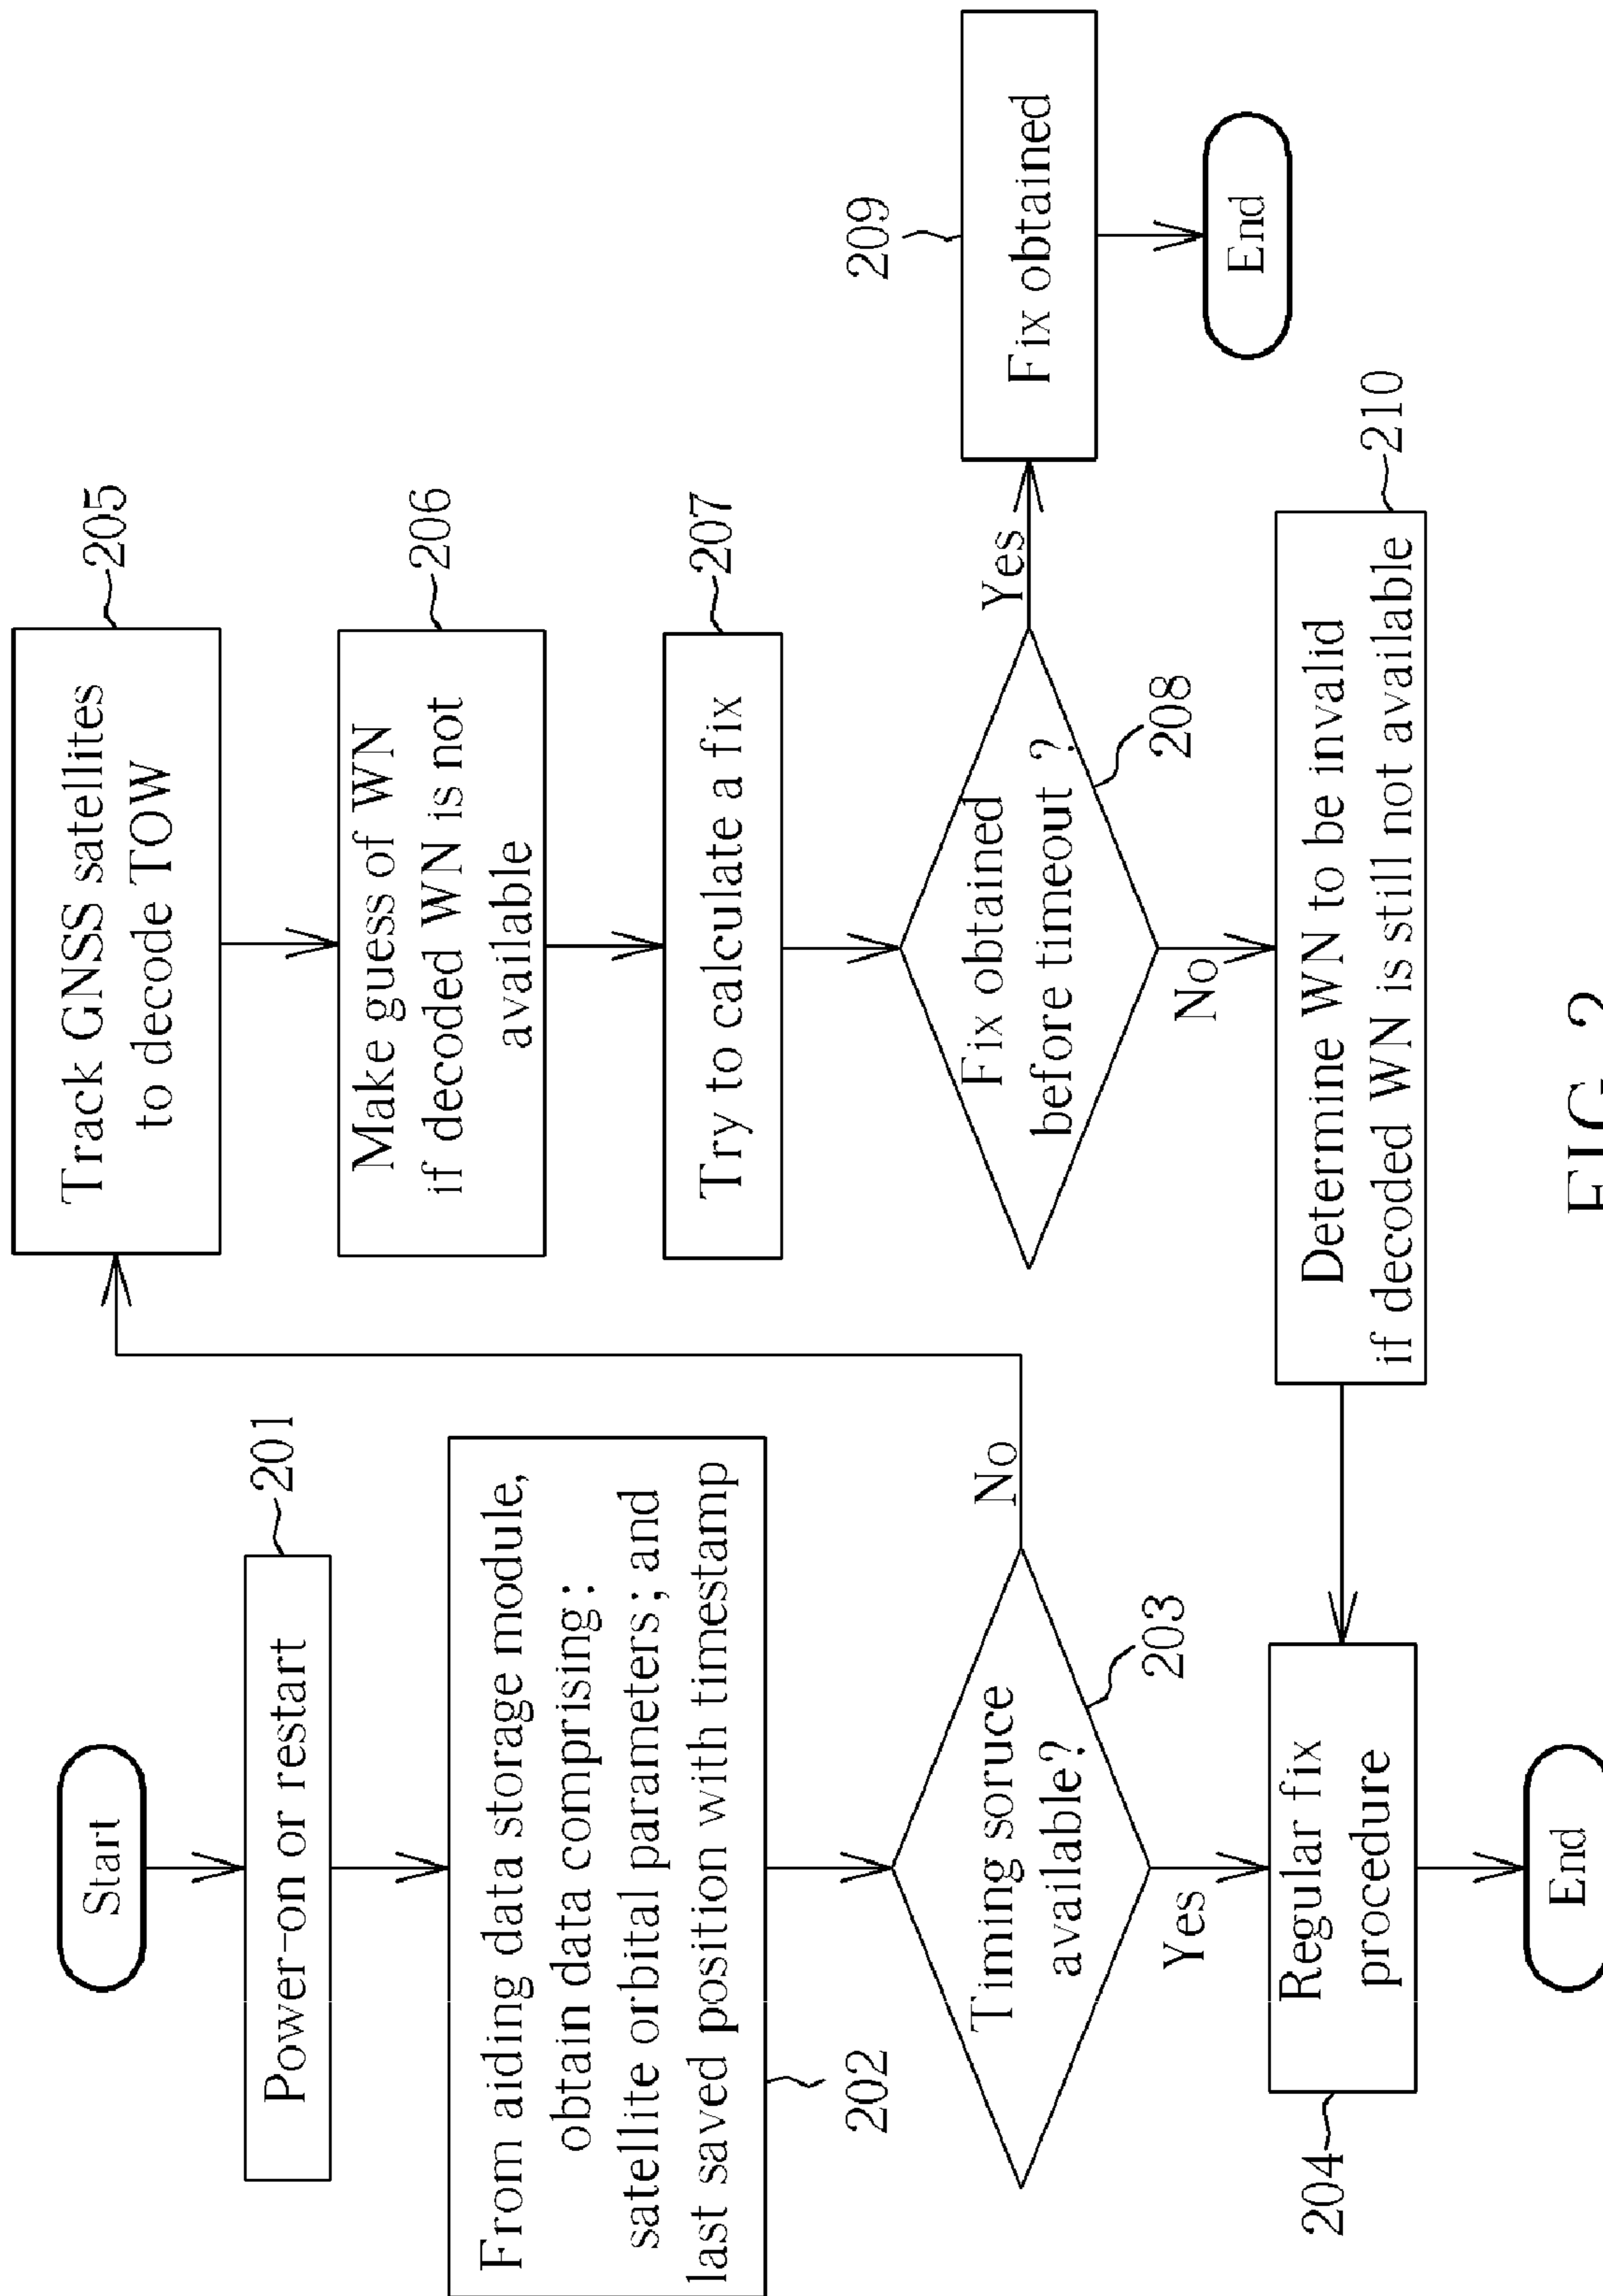 Start
Power-on or restart
201
From aiding data storage module,
obtain data comprising:
satellite orbital parameters; and
last saved position with timestamp
202
Timing soruce
available?
203
No
Yes
Regular fix
procedure
204
End
Track GNSS satellites
to decode TOW
205
Make guess of WN
if decoded WN is not
available
206
Try to calculate a fix
207
Fix obtained
before timeout ?
208
Yes
No
Fix obtained
209
End
Determine WN to be invalid
if decoded WN is still not available
210
FIG. 2